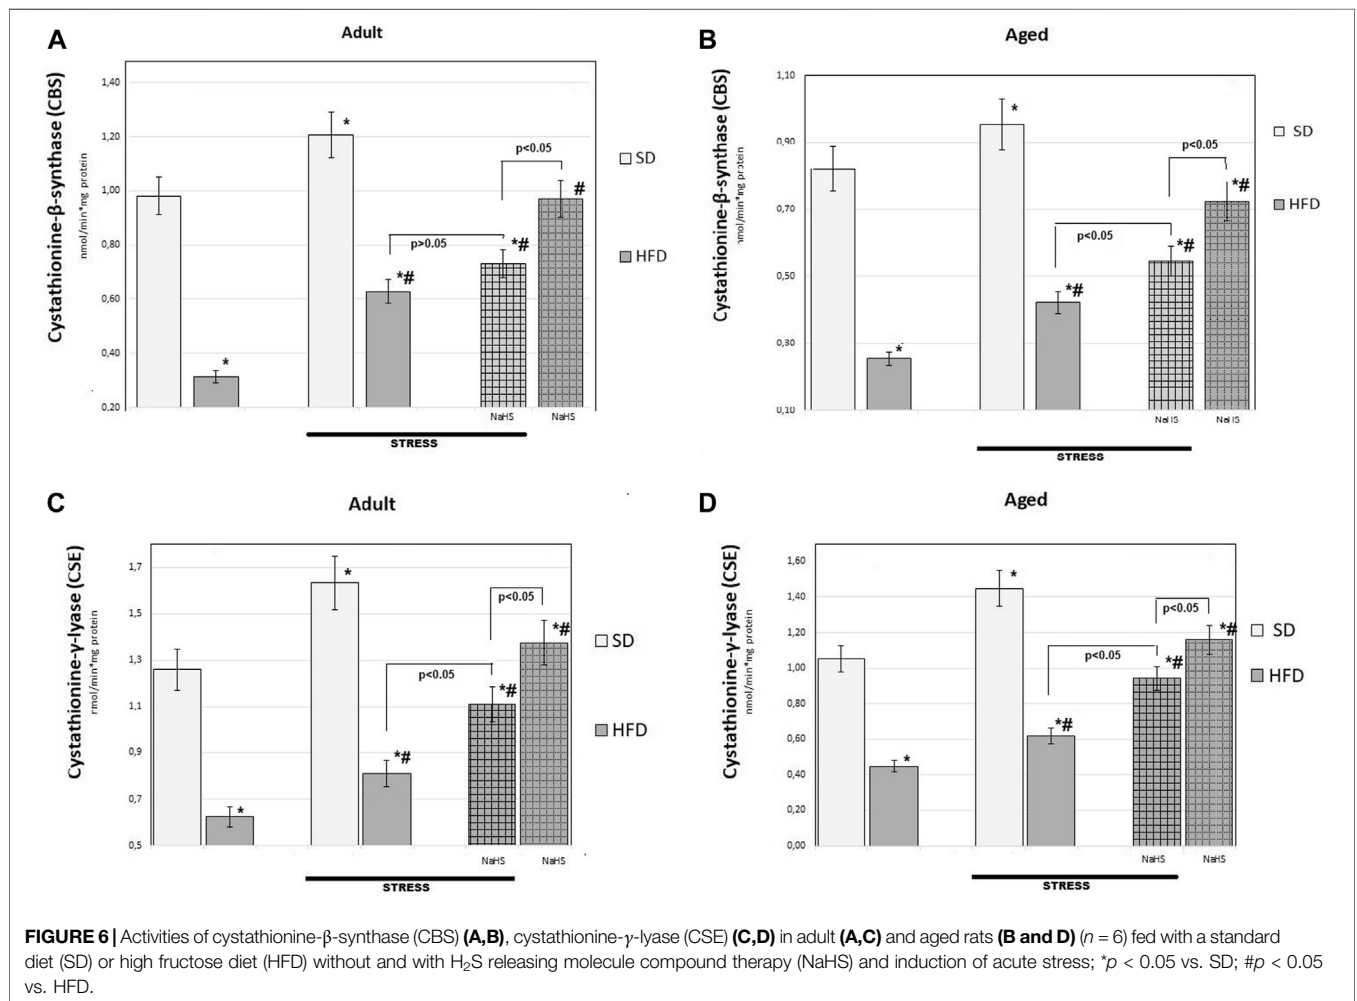 A
Adult
Cystathionine-β-synthase (CBS)
nmol/min*mg protein
1,40
1,20
1,00
0,80
0,60
0,40
0,20
*
*
*#
p>0.05
*#
p<0.05
#
NaHS
NaHS
STRESS
SD
HFD
B
Aged
Cystathionine-β-synthase (CBS)
nmol/min*mg protein
1,10
0,90
0,70
0,50
0,30
0,10
*
*
*#
p<0.05
*#
p<0.05
*#
NaHS
NaHS
STRESS
SD
HFD
C
Adult
Cystathionine-γ-lyase (CSE)
nmol/min*mg protein
1,7
1,5
1,3
1,1
0,9
0,7
0,5
*
*
*#
p<0.05
*#
p<0.05
*#
NaHS
NaHS
STRESS
SD
HFD
D
Aged
Cystathionine-γ-lyase (CSE)
nmol/min*mg protein
1,60
1,40
1,20
1,00
0,80
0,60
0,40
0,20
0,00
*
*
*#
p<0.05
*#
p<0.05
*#
NaHS
NaHS
STRESS
SD
HFD
FIGURE 6 | Activities of cystathionine-β-synthase (CBS) (A,B), cystathionine-γ-lyase (CSE) (C,D) in adult (A,C) and aged rats (B and D) (n = 6) fed with a standard
diet (SD) or high fructose diet (HFD) without and with H₂S releasing molecule compound therapy (NaHS) and induction of acute stress; *p < 0.05 vs. SD; #p < 0.05
vs. HFD.